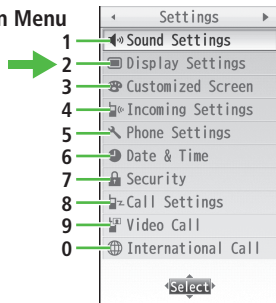 n Menu
Settings
1 Sound Settings
2 Display Settings
3 Customized Screen
4 Incoming Settings
5 Phone Settings
6 Date & Time
7 Security
8 Call Settings
9 Video Call
0 International Call
Select